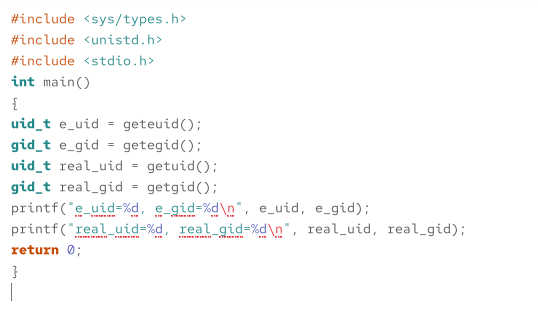 #include <sys/types.h>
#include <unistd.h>
#include <stdio.h>
int main()
{
uid_t e_uid = geteuid();
gid_t e_gid = getegid();
uid_t real_uid = getuid();
gid_t real_gid = getgid();
printf("e_uid=%d, e_gid=%d\n", e_uid, e_gid);
printf("real_uid=%d, real_gid=%d\n", real_uid, real_gid);
return 0;
}